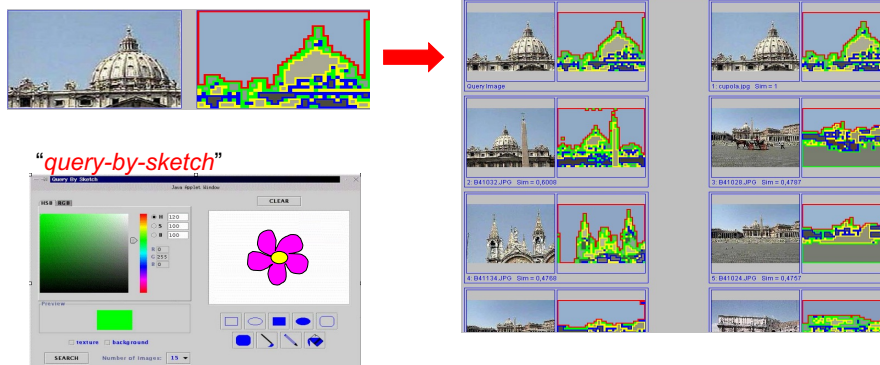 “query-by-sketch”
Query By Sketch
Java Applet Window
HSB RGB
H 120
S 100
B 100
R 0
G 255
B 0
CLEAR
Preview
texture background
SEARCH Number of images: 15
Query Image
1: cupola.jpg Sim = 1
2: B41032.JPG Sim = 0,6008
3: B41028.JPG Sim = 0,4787
4: B41134.JPG Sim = 0,4768
5: B41024.JPG Sim = 0,4757